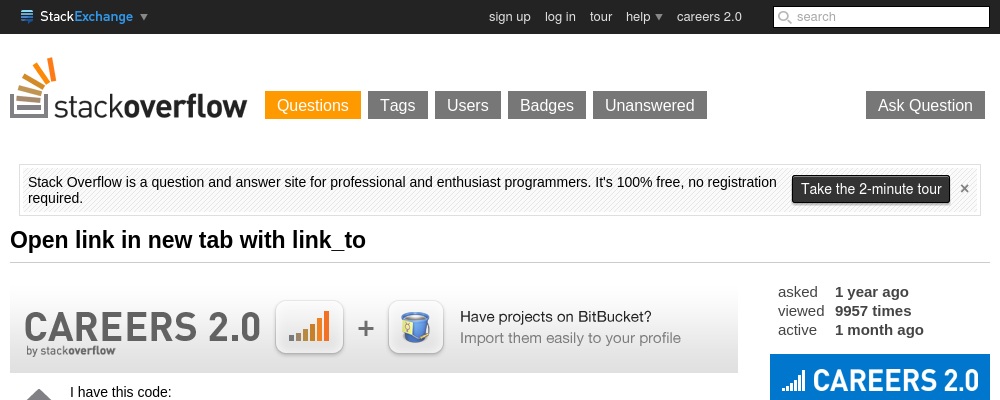 StackExchange sign up log in tour help careers 2.0 search
stackoverflow Questions Tags Users Badges Unanswered Ask Question
Stack Overflow is a question and answer site for professional and enthusiast programmers. It's 100% free, no registration
required.
Take the 2-minute tour ×
Open link in new tab with link_to
CAREERS 2.0
by stackoverflow
+
Have projects on BitBucket?
Import them easily to your profile
asked 1 year ago
viewed 9957 times
active 1 month ago
CAREERS 2.0
I have this code: